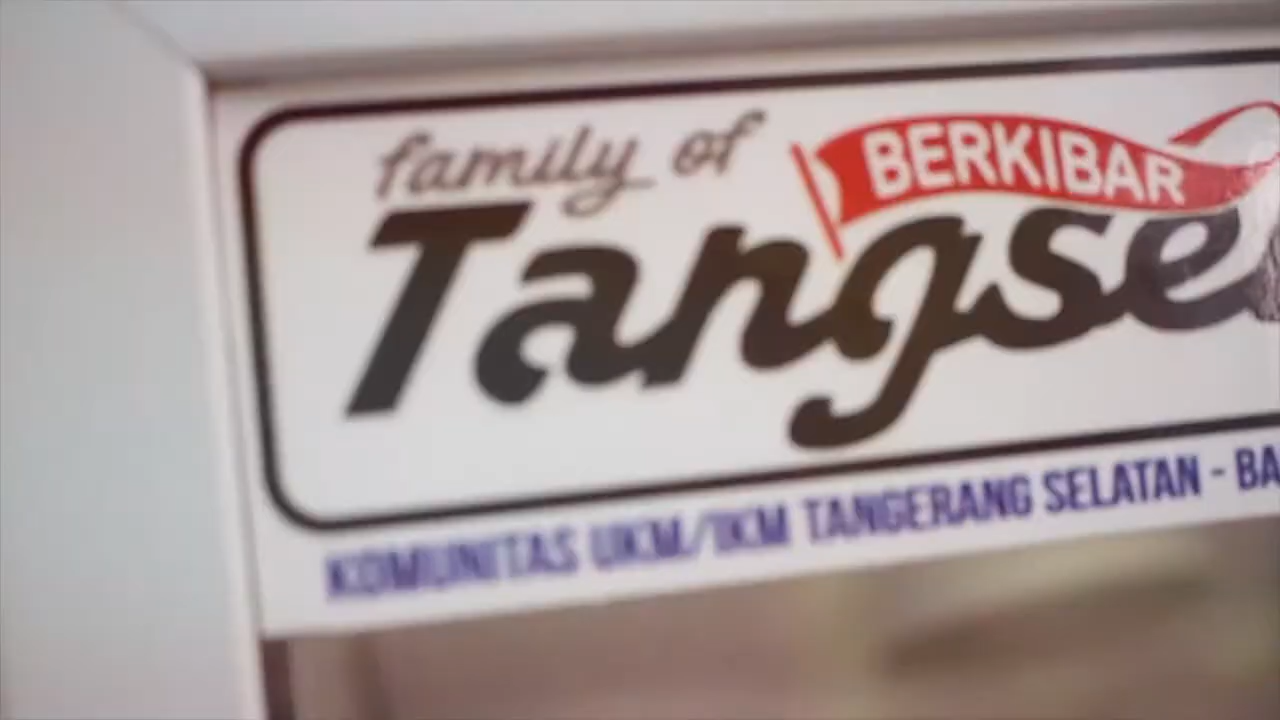 family of
BERKIBAR
Tangse
KOMUNITAS UKM/IKM TANGERANG SELATAN - BA